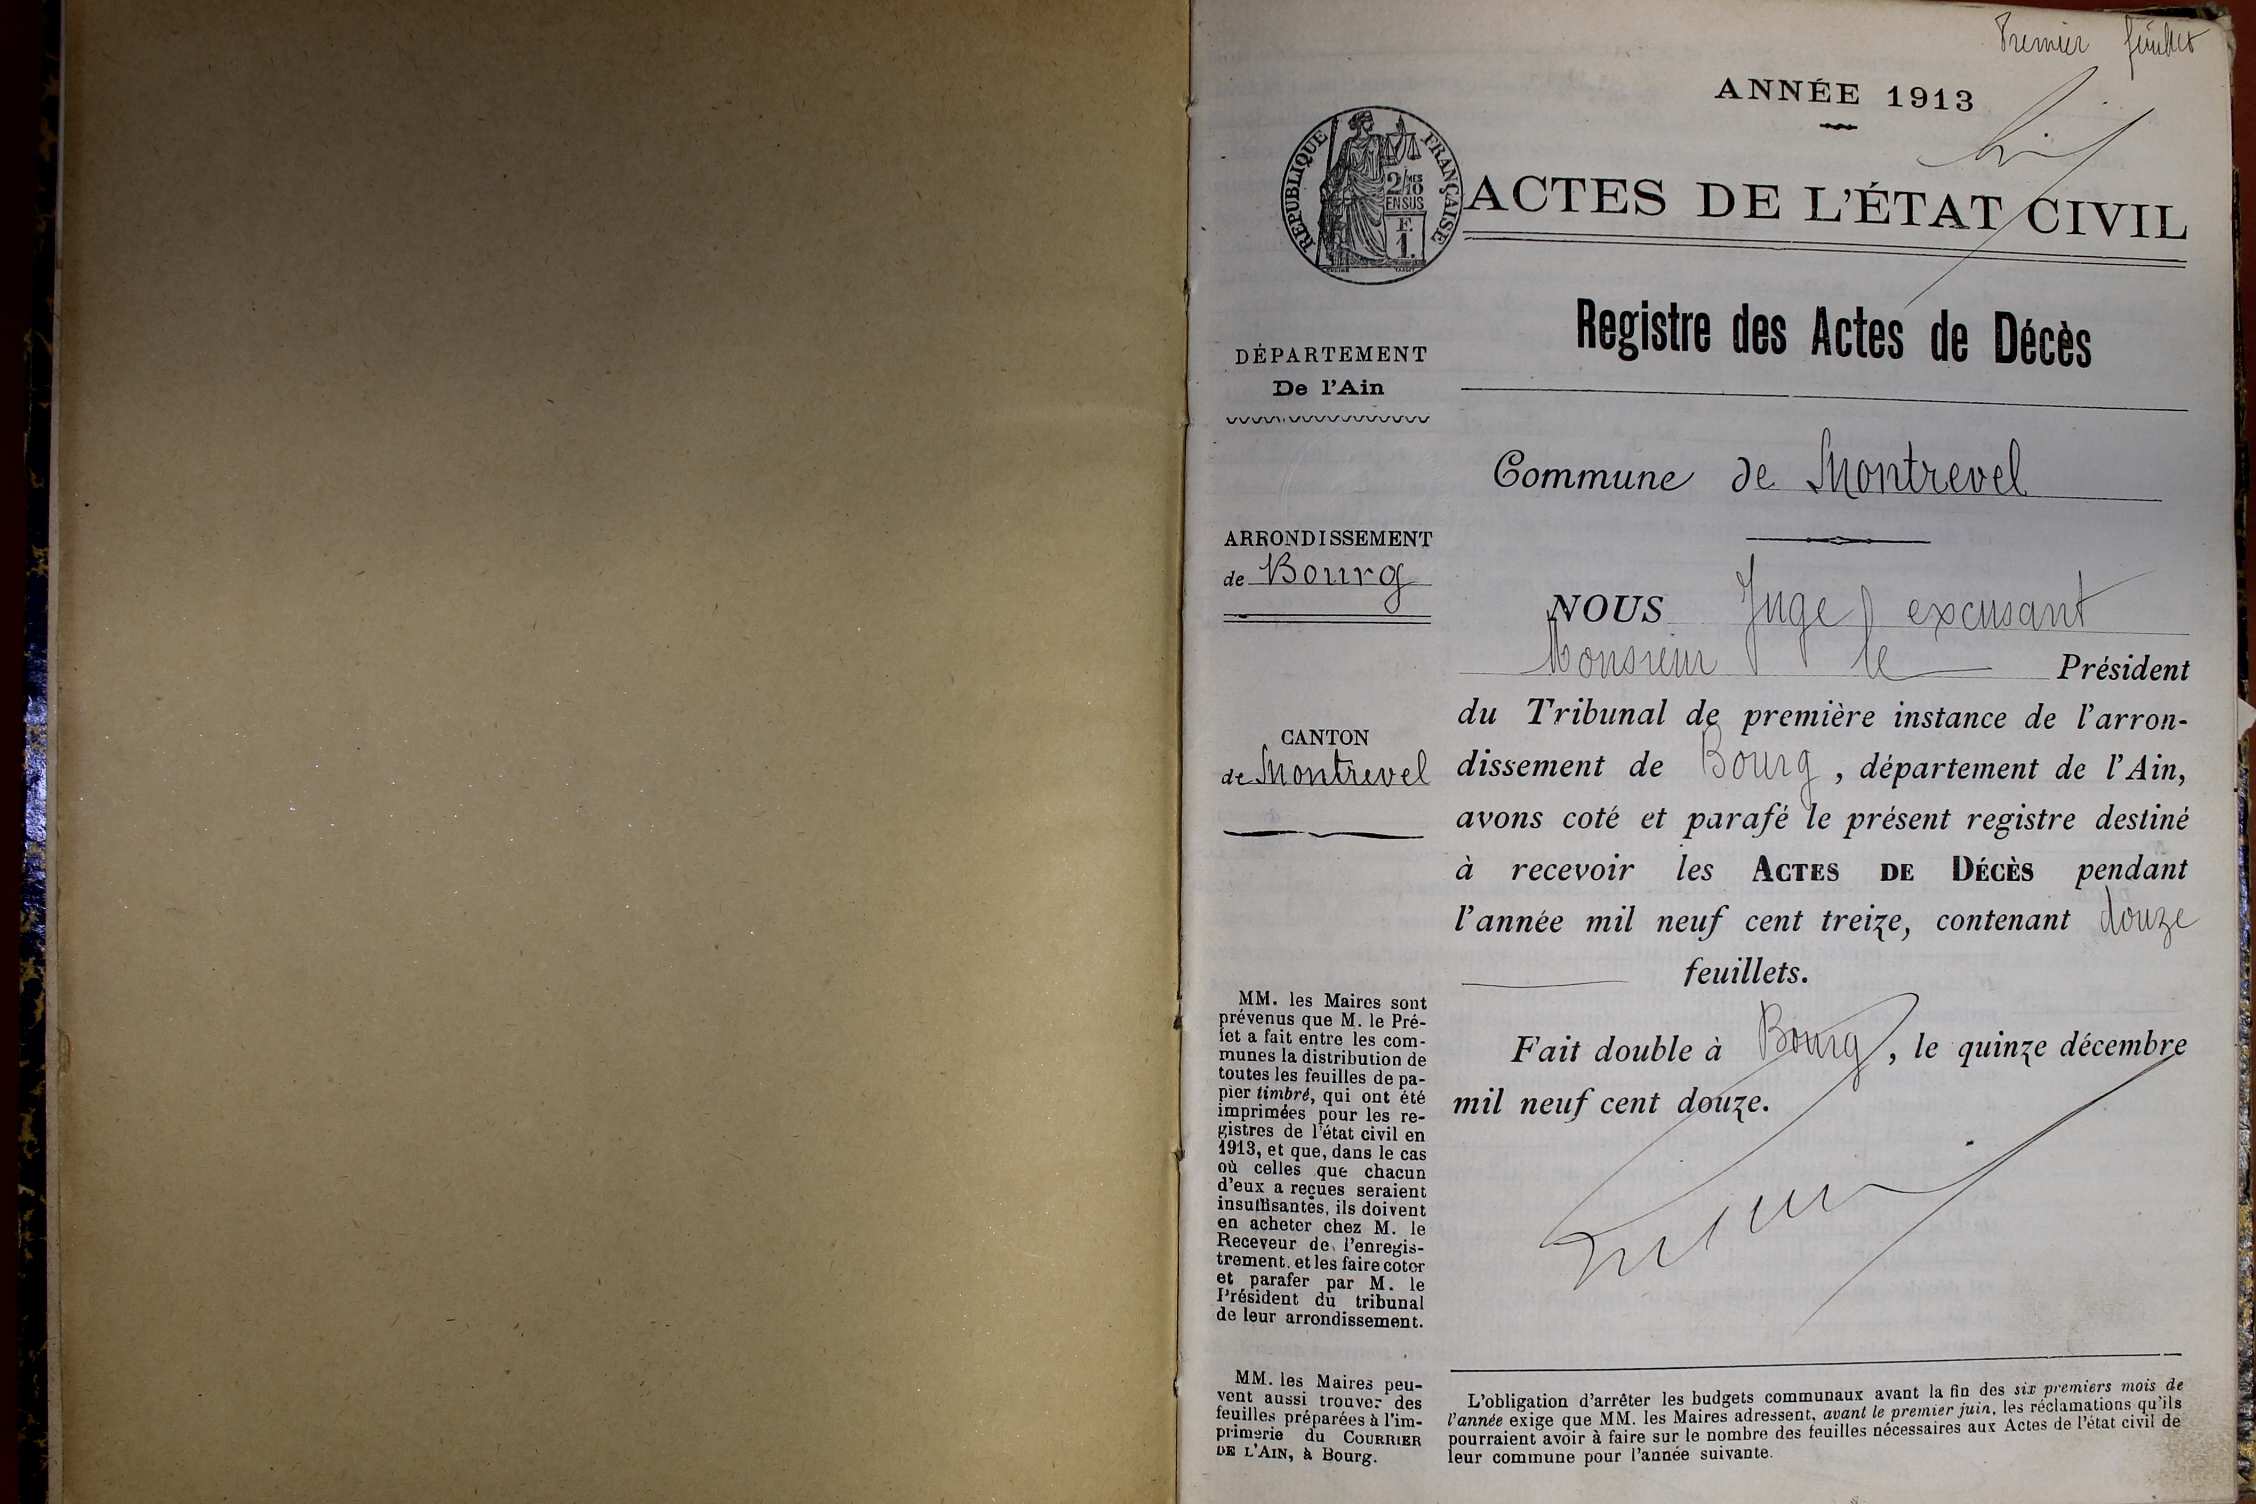 Premier feuillet
ANNÉE 1913
RÉPUBLIQUE FRANÇAISE
2/10 MES
EN SUS
F.
1.
ACTES DE L'ÉTAT CIVIL
Registre des Actes de Décès
DÉPARTEMENT
De l'Ain
Commune de Montrevel
ARRONDISSEMENT
de Bourg
CANTON
de Montrevel
NOUS Juge excusant
Monsieur le Président
du Tribunal de première instance de l'arron-
dissement de Bourg, département de l'Ain,
avons coté et parafé le présent registre destiné
à recevoir les ACTES DE DÉCÈS pendant
l'année mil neuf cent treize, contenant douze
feuillets.
Fait double à Bourg, le quinze décembre
mil neuf cent douze.
MM. les Maires sont
prévenus que M. le Pré-
fet a fait entre les com-
munes la distribution de
toutes les feuilles de pa-
pier timbré, qui ont été
imprimées pour les re-
gistres de l'état civil en
1913, et que, dans le cas
où celles que chacun
d'eux a reçues seraient
insuffisantes, ils doivent
en acheter chez M. le
Receveur de l'enregis-
trement, et les faire coter
et parafer par M. le
Président du tribunal
de leur arrondissement.
MM. les Maires peu-
vent aussi trouver des
feuilles préparées à l'im-
primerie du COURRIER
DE L'AIN, à Bourg.
L'obligation d'arrêter les budgets communaux avant la fin des six premiers mois de
l'année exige que MM. les Maires adressent, avant le premier juin, les réclamations qu'ils
pourraient avoir à faire sur le nombre des feuilles nécessaires aux Actes de l'état civil de
leur commune pour l'année suivante.